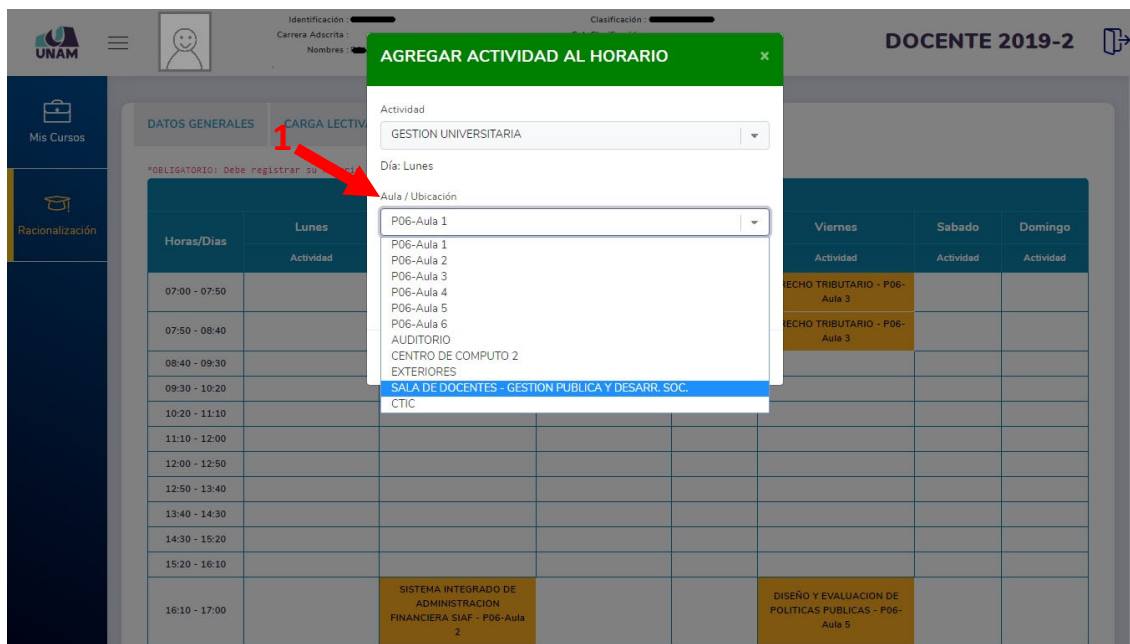 UNAM
Identificación :
Carrera Adscrita :
Nombres :
Clasificación :
DOCENTE 2019-2
Mis Cursos
Racionalización
DATOS GENERALES
CARGA LECTIV
1
*OBLIGATORIO: Debe registrar su
AGREGAR ACTIVIDAD AL HORARIO ×
Actividad
GESTION UNIVERSITARIA
Día: Lunes
Aula / Ubicación
P06-Aula 1
P06-Aula 1
P06-Aula 2
P06-Aula 3
P06-Aula 4
P06-Aula 5
P06-Aula 6
AUDITORIO
CENTRO DE COMPUTO 2
EXTERIORES
SALA DE DOCENTES - GESTION PUBLICA Y DESARR. SOC.
CTIC
Horas/Dias
Lunes
Viernes
Sabado
Domingo
Actividad
Actividad
Actividad
Actividad
07:00 - 07:50
RECHO TRIBUTARIO - P06-
Aula 3
07:50 - 08:40
RECHO TRIBUTARIO - P06-
Aula 3
08:40 - 09:30
09:30 - 10:20
10:20 - 11:10
11:10 - 12:00
12:00 - 12:50
12:50 - 13:40
13:40 - 14:30
14:30 - 15:20
15:20 - 16:10
16:10 - 17:00
SISTEMA INTEGRADO DE
ADMINISTRACION
FINANCIERA SIAF - P06-Aula
2
DISEÑO Y EVALUACION DE
POLITICAS PUBLICAS - P06-
Aula 5